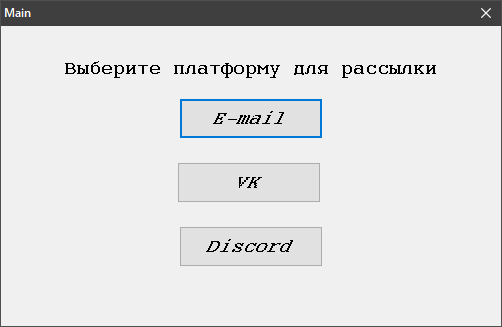 Main
Выберите платформу для рассылки
E-mail
VK
Discord